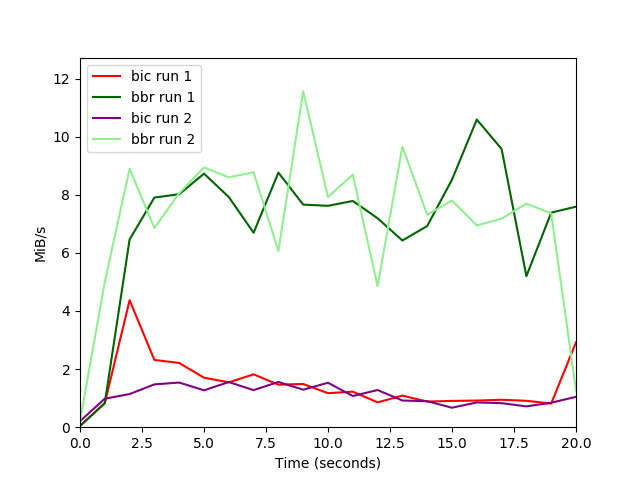 12
10
8
6
4
2
0
MiB/s
bic run 1
bbr run 1
bic run 2
bbr run 2
0.0 2.5 5.0 7.5 10.0 12.5 15.0 17.5 20.0
Time (seconds)